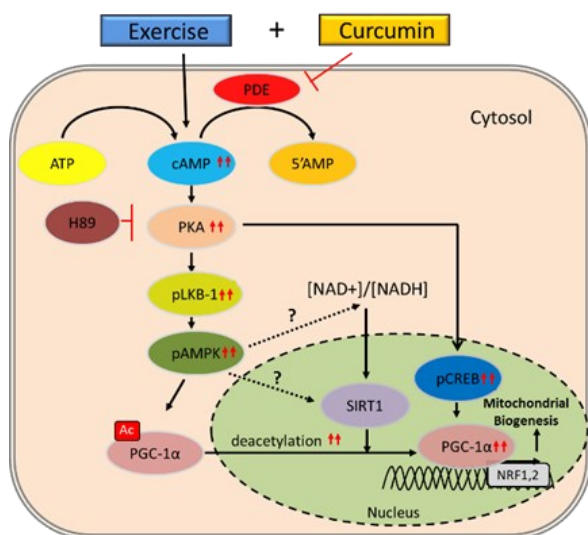 Exercise + Curcumin
PDE
Cytosol
ATP
cAMP ↑↑
5'AMP
H89
PKA ↑↑
pLKB-1↑↑
[NAD+]/[NADH]
?
pAMPK↑↑
?
pCREB↑↑
SIRT1
Mitochondrial
Biogenesis
Ac
PGC-1α
deacetylation ↑↑
PGC-1α↑↑
NRF1,2
Nucleus